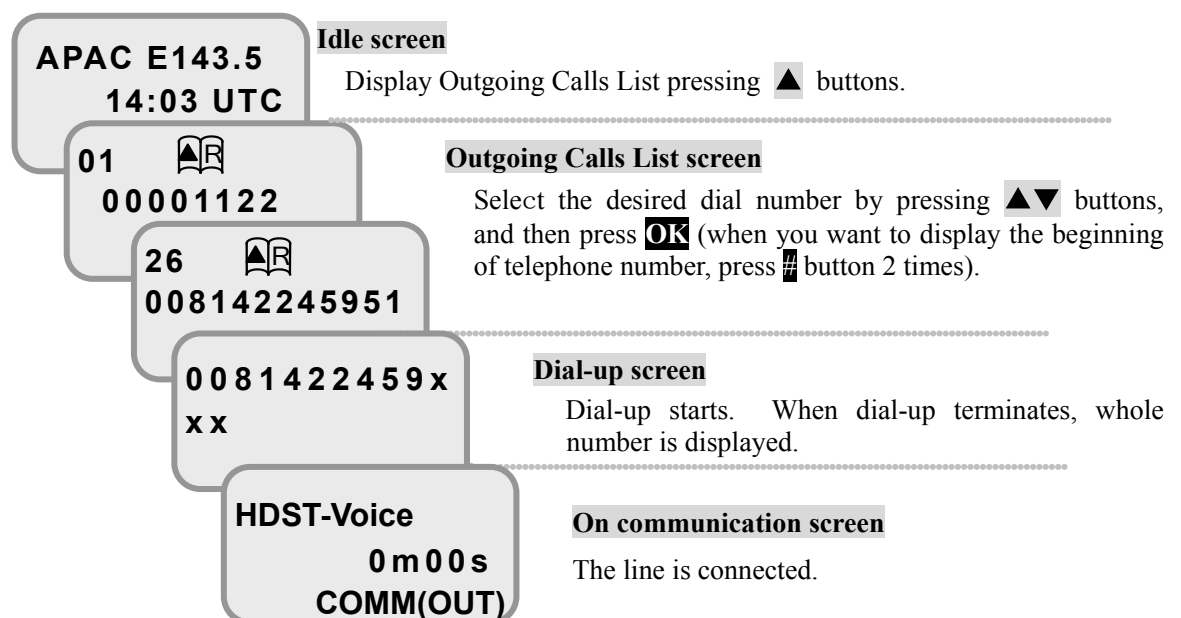 Idle screen
APAC E143.5
14:03 UTC
Display Outgoing Calls List pressing ▲ buttons.
Outgoing Calls List screen
01 ▲R
00001122
Select the desired dial number by pressing ▲▼ buttons,
and then press OK (when you want to display the beginning
of telephone number, press # button 2 times).
26 ▲R
008142245951
Dial-up screen
0081422459x
xx
Dial-up starts. When dial-up terminates, whole
number is displayed.
On communication screen
HDST-Voice
0m00s
COMM(OUT)
The line is connected.